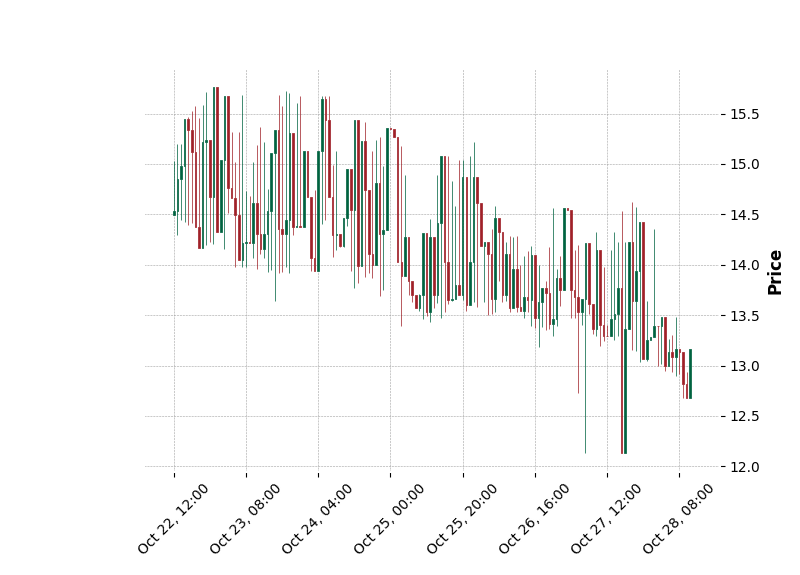 15.5
15.0
14.5
14.0
13.5
13.0
12.5
12.0
Price
Oct 22, 12:00
Oct 23, 08:00
Oct 24, 04:00
Oct 25, 00:00
Oct 25, 20:00
Oct 26, 16:00
Oct 27, 12:00
Oct 28, 08:00